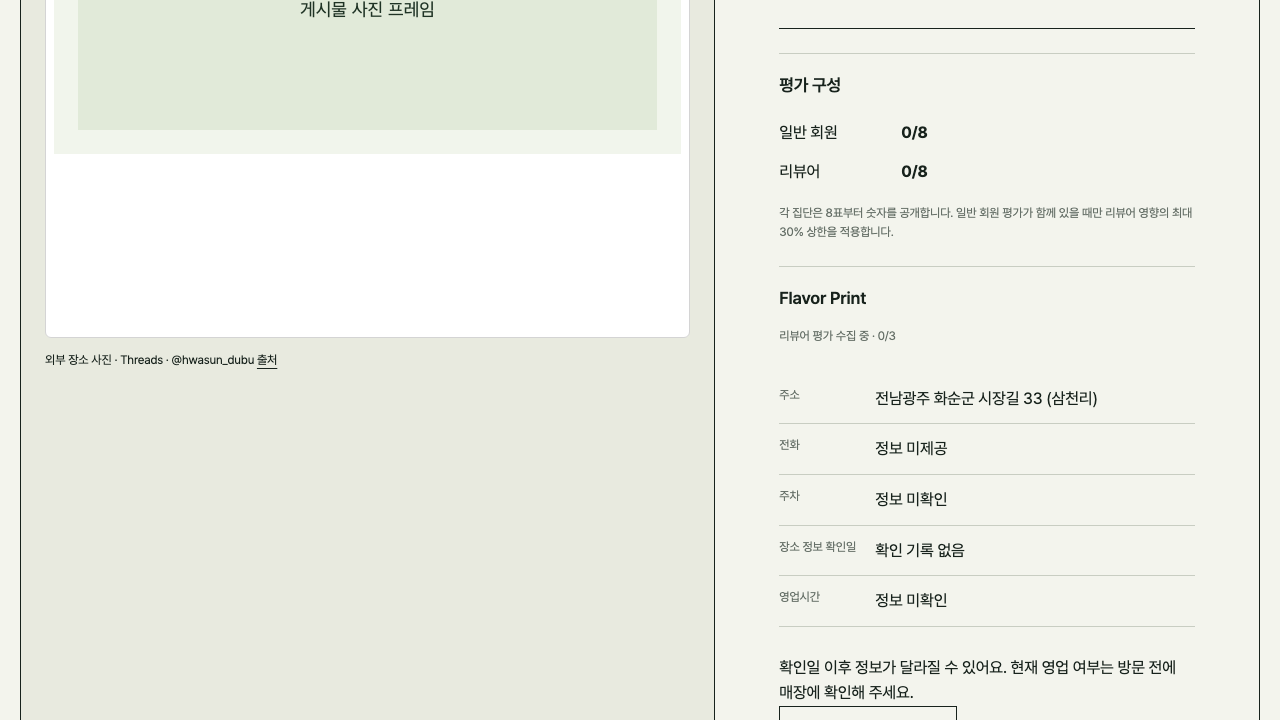 게시물 사진 프레임
외부 장소 사진 · Threads · @hwasun_dubu 출처
평가 구성
일반 회원 0/8
리뷰어 0/8
각 집단은 8표부터 숫자를 공개합니다. 일반 회원 평가가 함께 있을 때만 리뷰어 영향의 최대
30% 상한을 적용합니다.
Flavor Print
리뷰어 평가 수집 중 · 0/3
주소 전남광주 화순군 시장길 33 (삼천리)
전화 정보 미제공
주차 정보 미확인
장소 정보 확인일 확인 기록 없음
영업시간 정보 미확인
확인일 이후 정보가 달라질 수 있어요. 현재 영업 여부는 방문 전에
매장에 확인해 주세요.